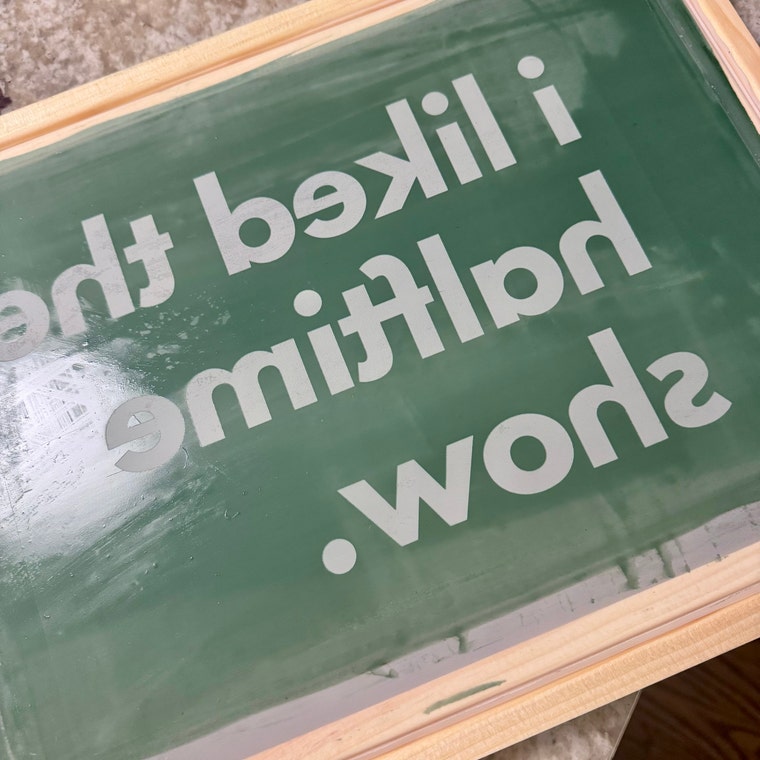 i liked the
halftime
show.